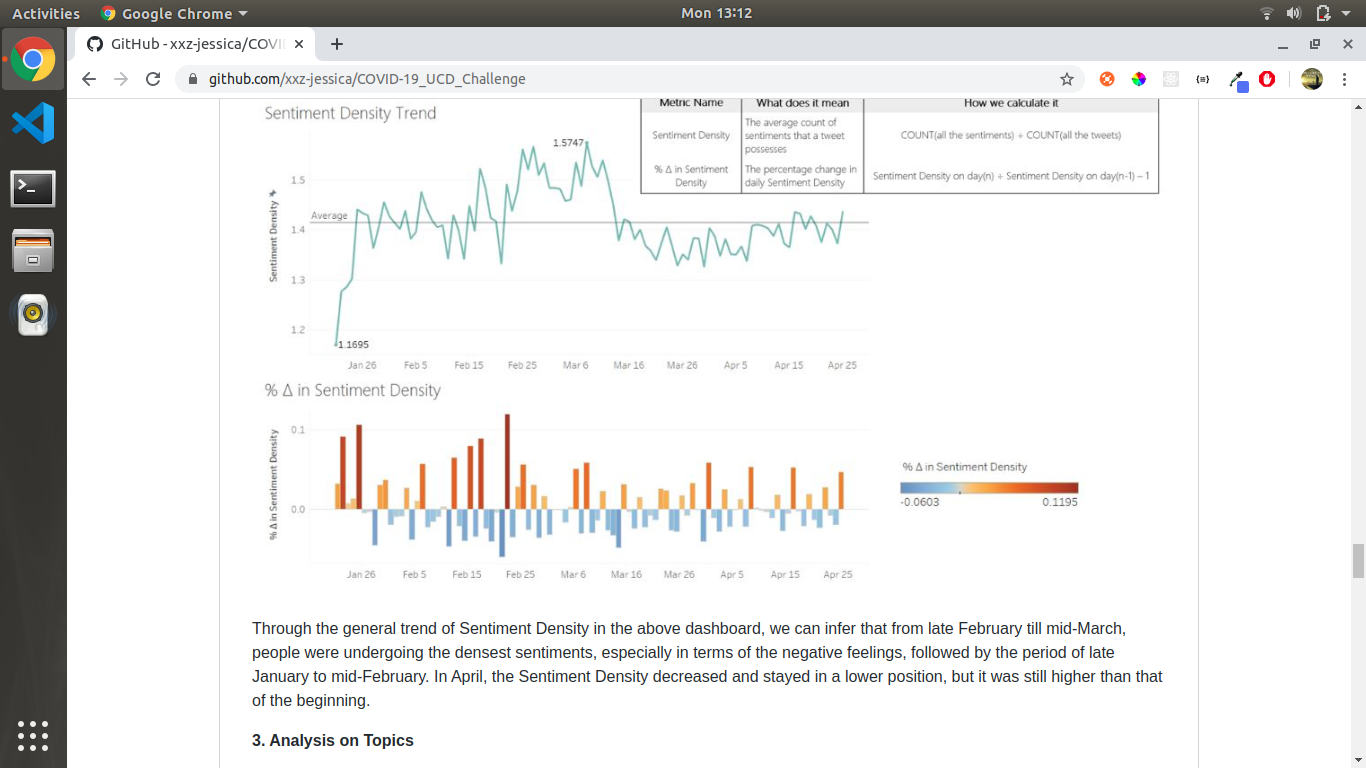 Activities
Google Chrome
Mon 13:12
GitHub - xxz-jessica/COVI
github.com/xxz-jessica/COVID-19_UCD_Challenge
Sentiment Density Trend
Metric Name What does it mean How we calculate it
Sentiment Density
The average count of
sentiments that a tweet
possesses
COUNT(all the sentiments) ÷ COUNT(all the tweets)
% Δ in Sentiment
Density
The percentage change in
daily Sentiment Density
Sentiment Density on day(n) ÷ Sentiment Density on day(n-1) – 1
Sentiment Density
1.5747
1.5
Average
1.4
1.3
1.2
1.1695
Jan 26 Feb 5 Feb 15 Feb 25 Mar 6 Mar 16 Mar 26 Apr 5 Apr 15 Apr 25
% Δ in Sentiment Density
% Δ in Sentiment Density
0.1
0.0
Jan 26 Feb 5 Feb 15 Feb 25 Mar 6 Mar 16 Mar 26 Apr 5 Apr 15 Apr 25
% Δ in Sentiment Density
-0.0603 0.1195
Through the general trend of Sentiment Density in the above dashboard, we can infer that from late February till mid-March,
people were undergoing the densest sentiments, especially in terms of the negative feelings, followed by the period of late
January to mid-February. In April, the Sentiment Density decreased and stayed in a lower position, but it was still higher than that
of the beginning.
3. Analysis on Topics